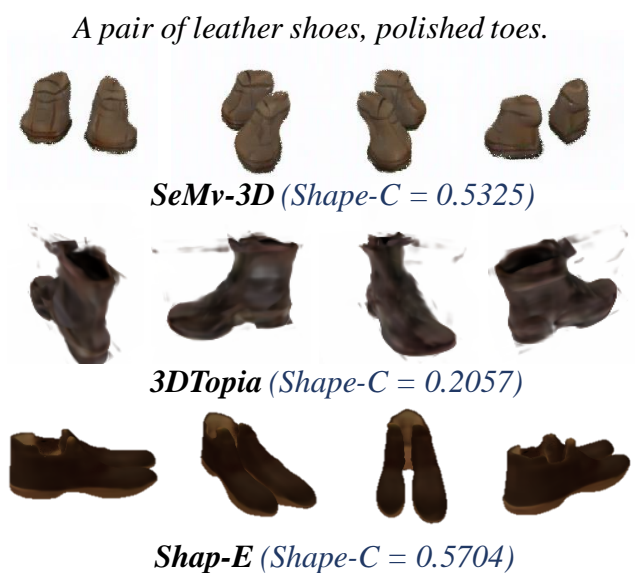 A pair of leather shoes, polished toes.
SeMv-3D (Shape-C = 0.5325)
3DTopia (Shape-C = 0.2057)
Shap-E (Shape-C = 0.5704)